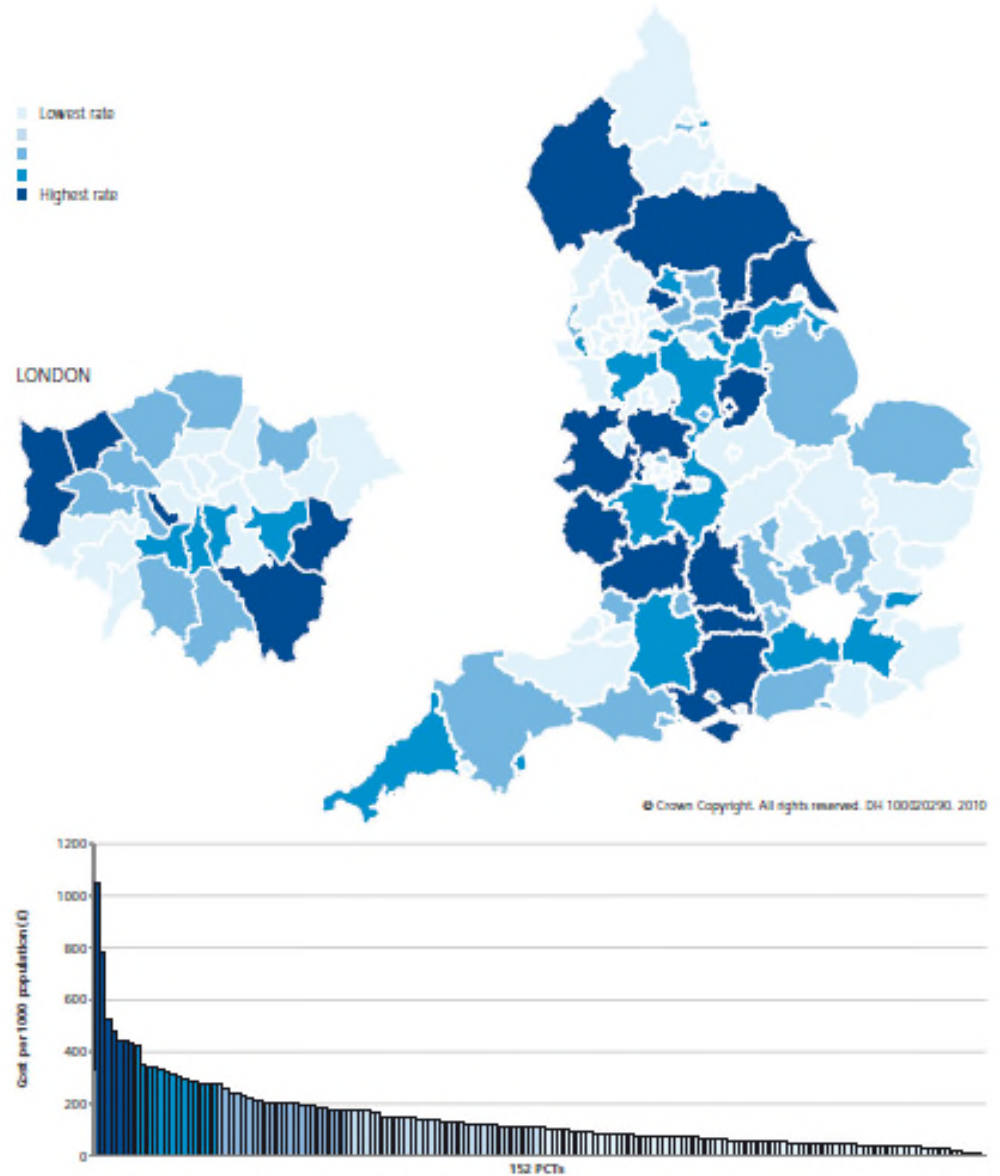 Lowest rate
Highest rate
LONDON
© Crown Copyright. All rights reserved. DH 100020290. 2010
1200
1000
800
600
400
200
0
Cost per 1000 population (£)
152 PCTs